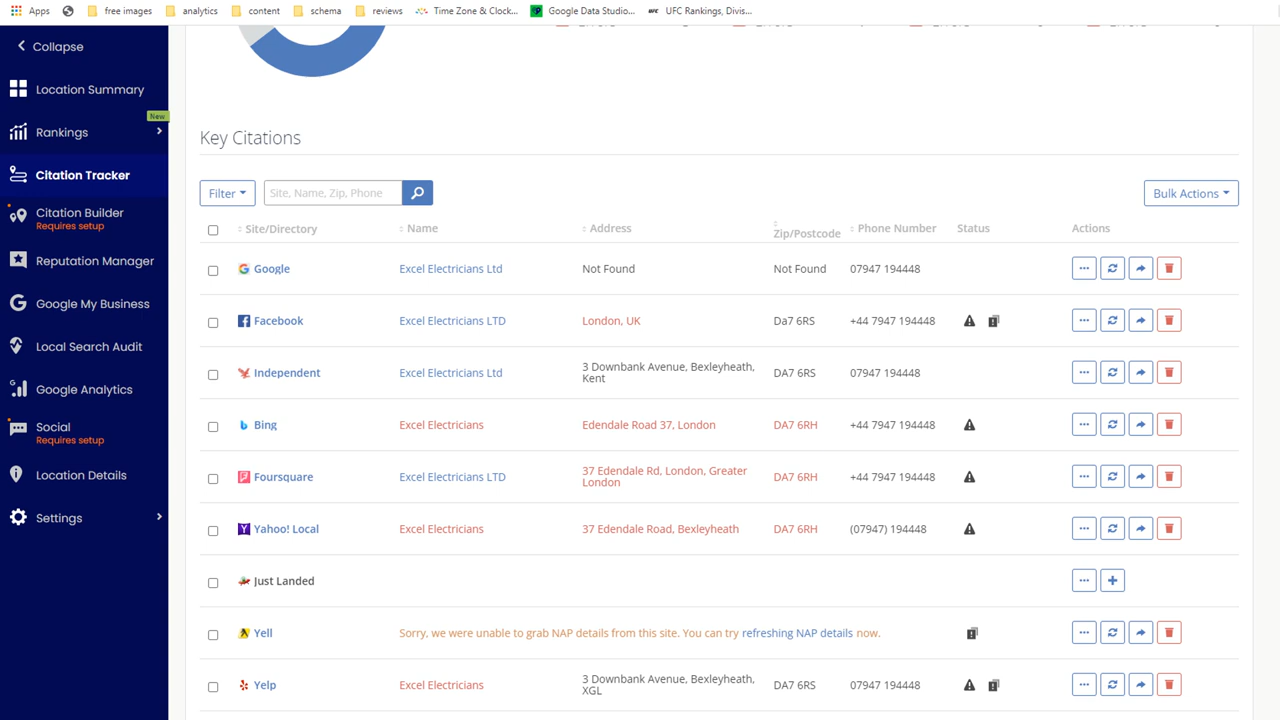 Apps
free images
analytics
content
schema
reviews
Time Zone & Clock...
Google Data Studio...
UFC Rankings, Divis...
Collapse
Location Summary
New
Rankings
Citation Tracker
Citation Builder
Requires setup
Reputation Manager
Google My Business
Local Search Audit
Google Analytics
Social
Requires setup
Location Details
Settings
Key Citations
Filter
Site, Name, Zip, Phone
Bulk Actions
Site/Directory Name Address Zip/Postcode Phone Number Status Actions
Google Excel Electricians Ltd Not Found Not Found 07947 194448
Facebook Excel Electricians LTD London, UK Da7 6RS +44 7947 194448
Independent Excel Electricians Ltd 3 Downbank Avenue, Bexleyheath, DA7 6RS 07947 194448
Kent
Bing Excel Electricians Edendale Road 37, London DA7 6RH +44 7947 194448
Foursquare Excel Electricians LTD 37 Edendale Rd, London, Greater DA7 6RH +44 7947 194448
London
Yahoo! Local Excel Electricians 37 Edendale Road, Bexleyheath DA7 6RH (07947) 194448
Just Landed
Yell Sorry, we were unable to grab NAP details from this site. You can try refreshing NAP details now.
Yelp Excel Electricians 3 Downbank Avenue, Bexleyheath, DA7 6RS 07947 194448
XGL